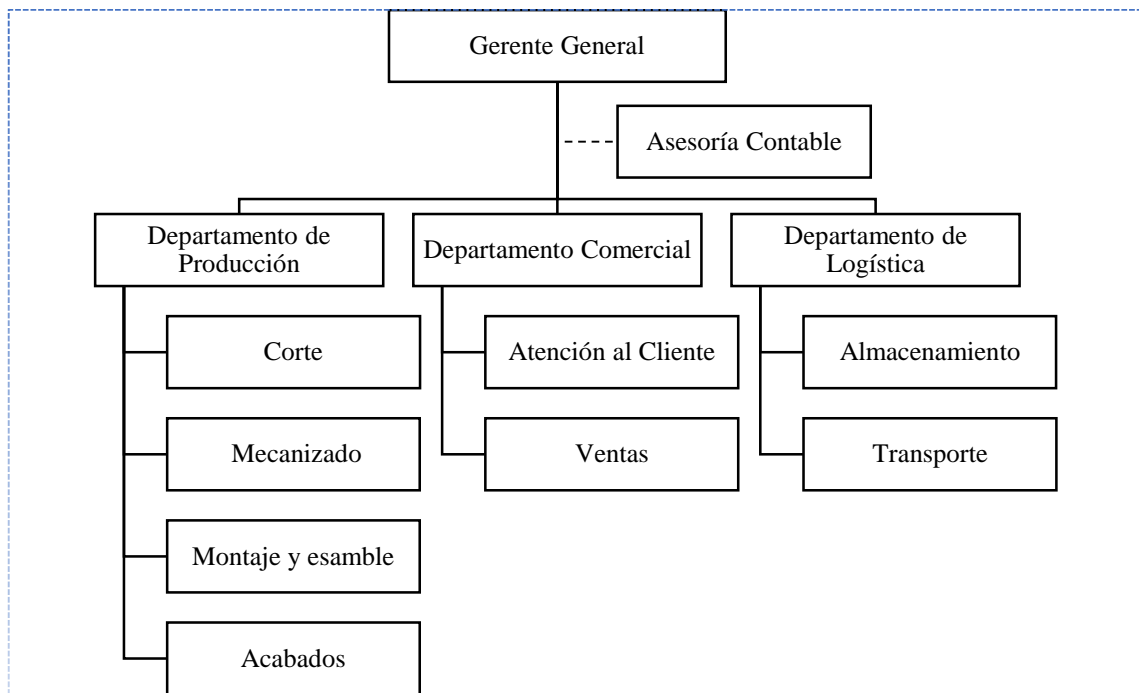 Gerente General
Asesoría Contable
Departamento de
Producción
Departamento Comercial
Departamento de
Logística
Corte
Atención al Cliente
Almacenamiento
Mecanizado
Ventas
Transporte
Montaje y esamble
Acabados